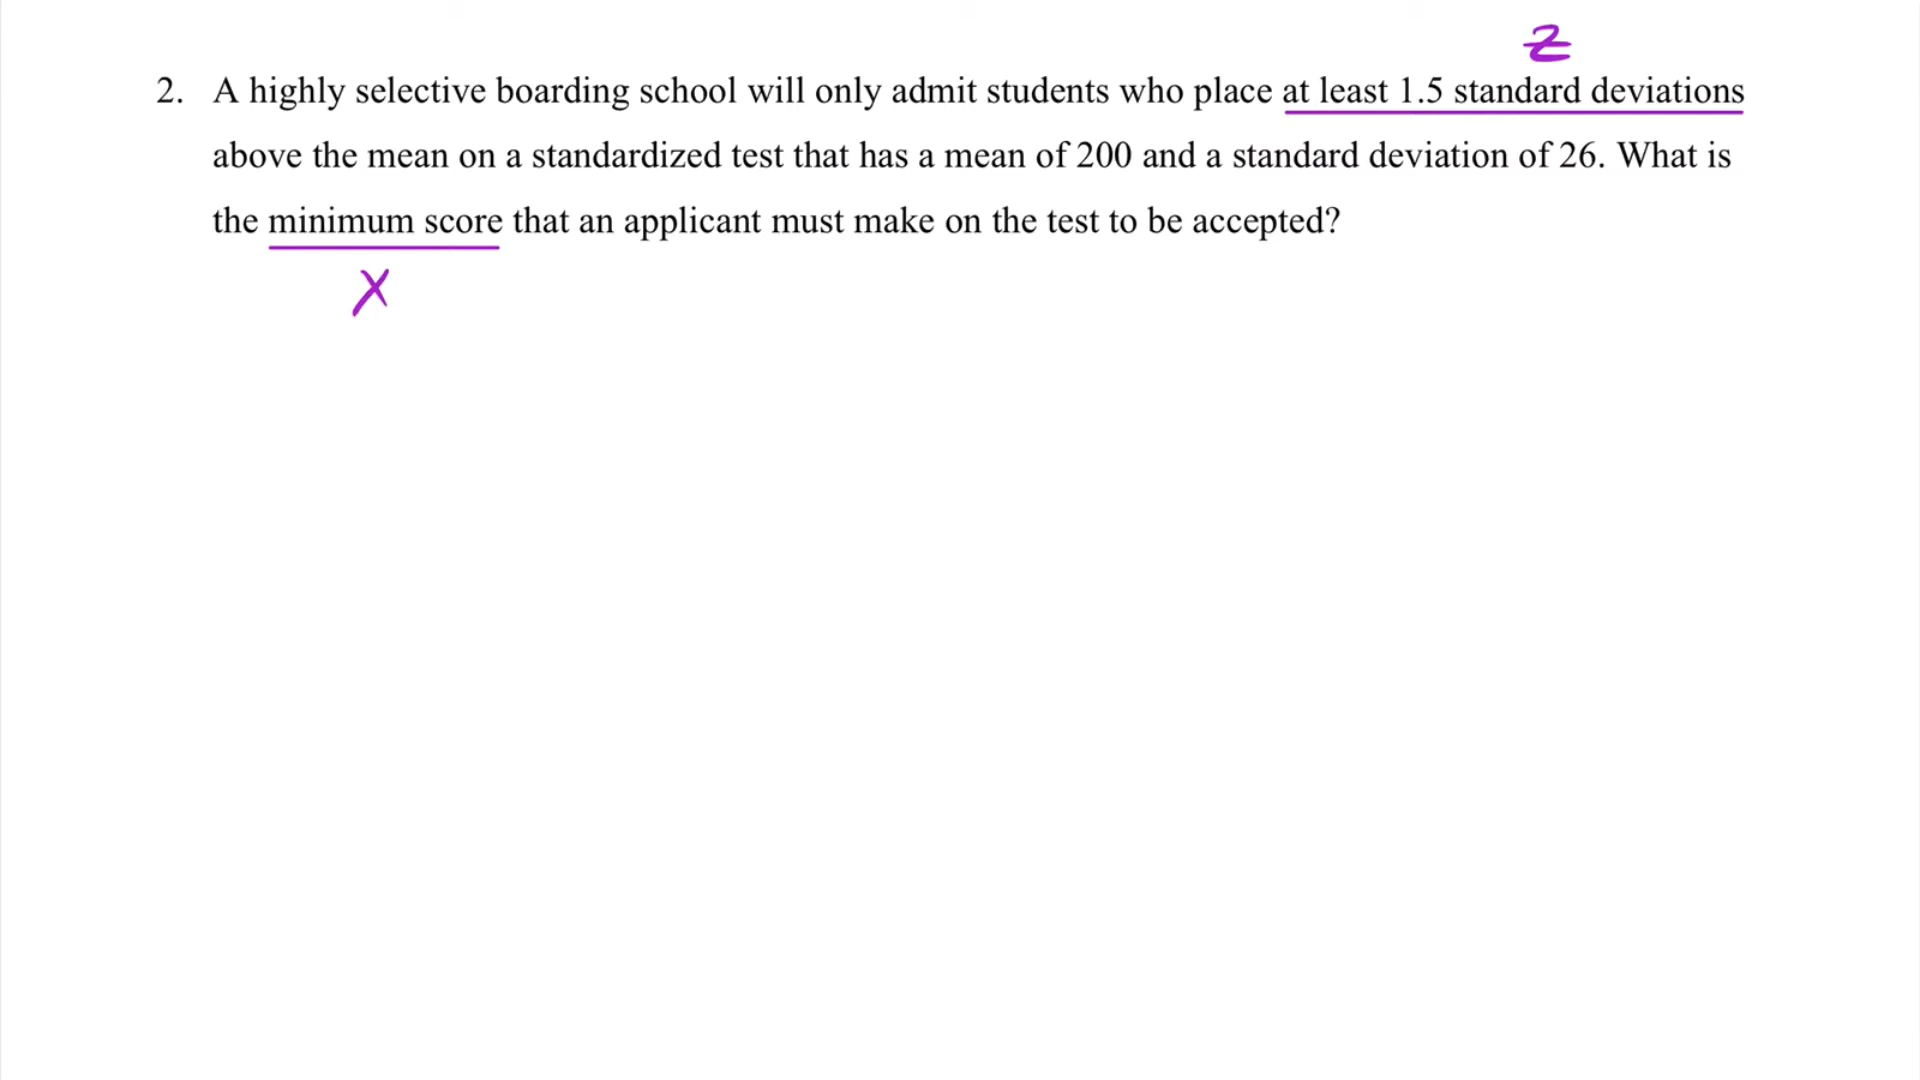 z
2. A highly selective boarding school will only admit students who place at least 1.5 standard deviations
above the mean on a standardized test that has a mean of 200 and a standard deviation of 26. What is
the minimum score that an applicant must make on the test to be accepted?
X